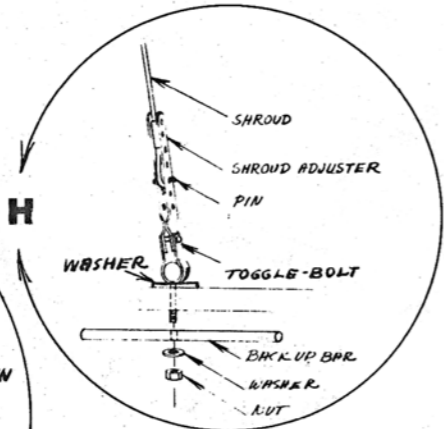 SHROUD
SHROUD ADJUSTER
PIN
H
WASHER
TOGGLE-BOLT
BACK UP BAR
N
WASHER
NUT